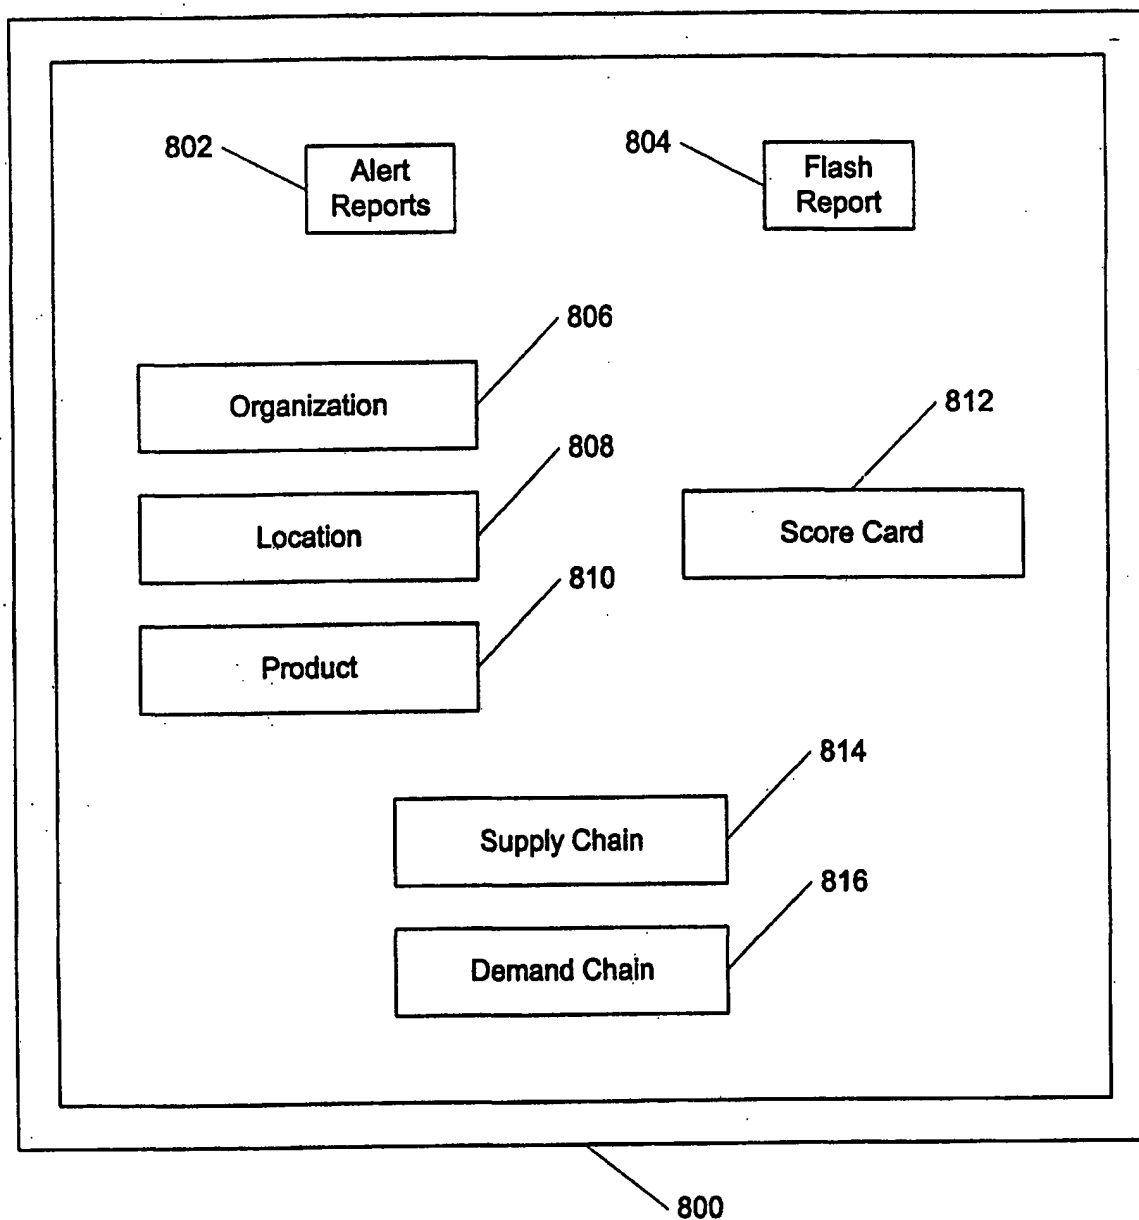 802
Alert
Reports
804
Flash
Report
806
Organization
812
808
Location
Score Card
810
Product
814
Supply Chain
816
Demand Chain
800